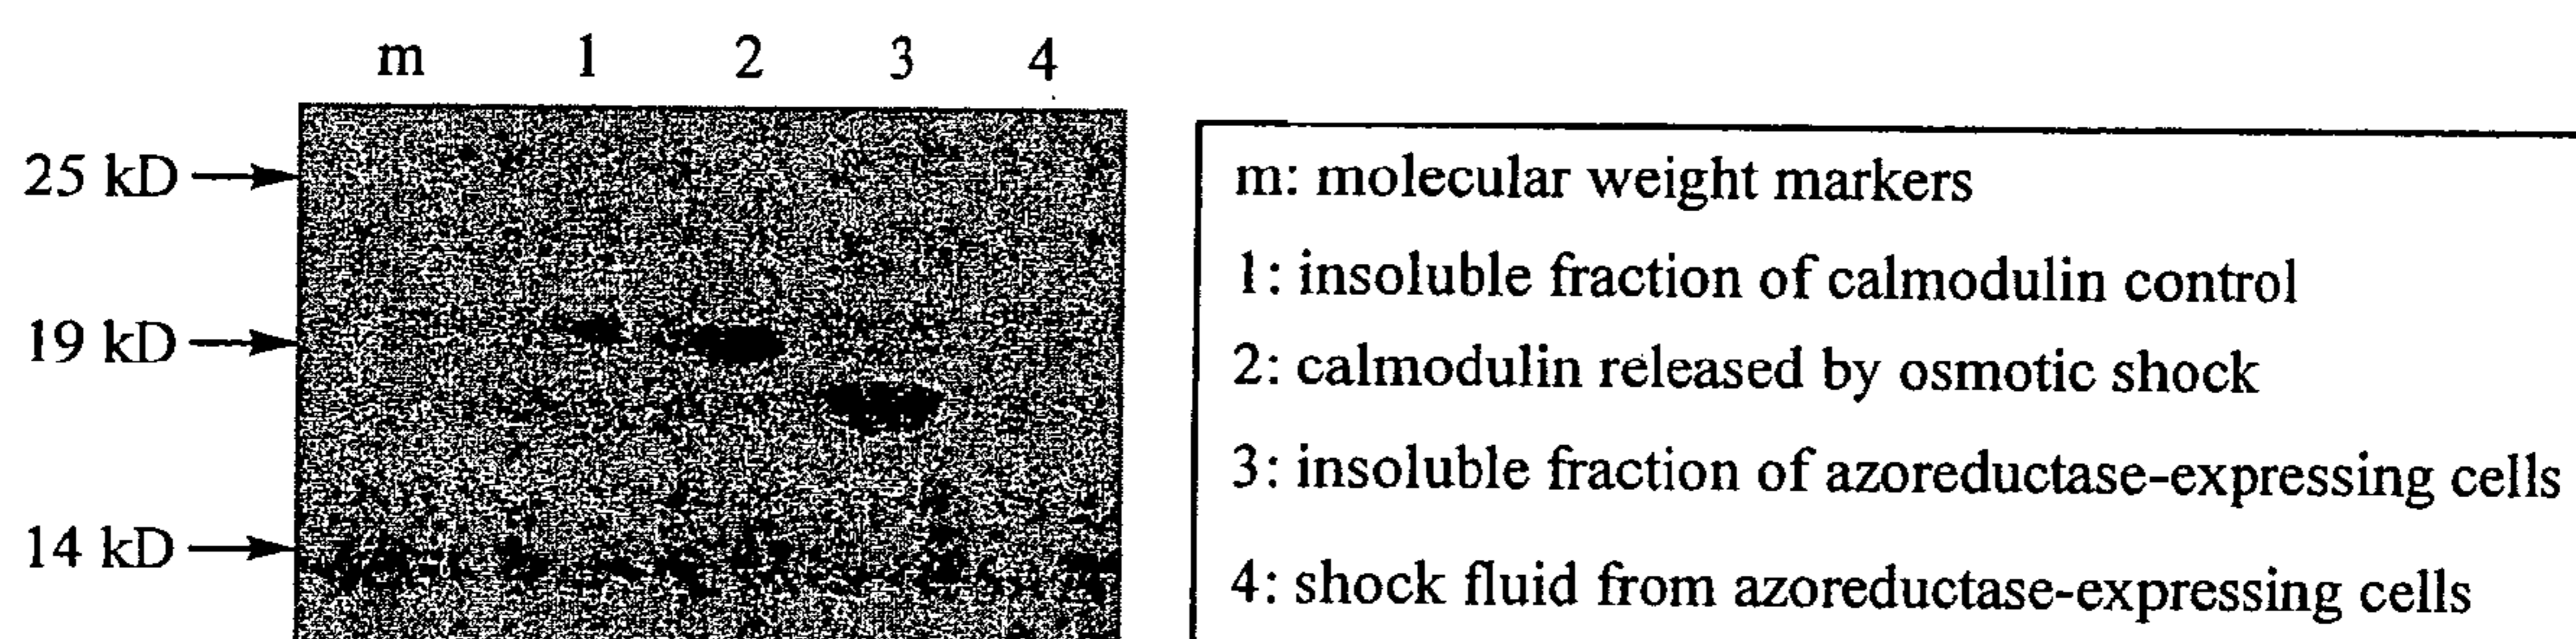 m 1 2 3 4
25 kD
19 kD
14 kD
m: molecular weight markers
1: insoluble fraction of calmodulin control
2: calmodulin released by osmotic shock
3: insoluble fraction of azoreductase-expressing cells
4: shock fluid from azoreductase-expressing cells